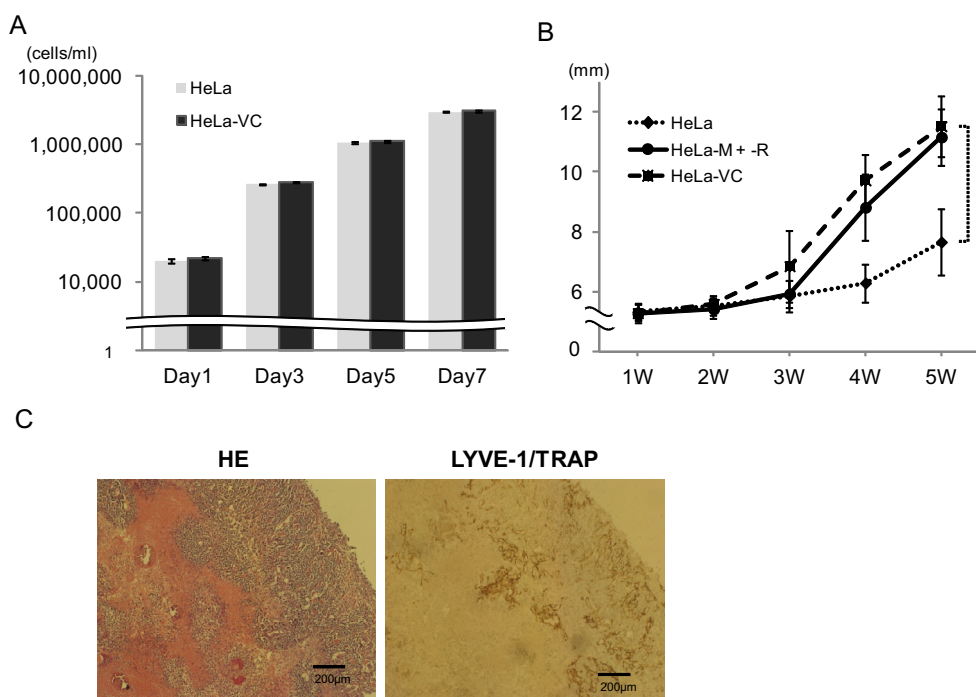 A
(cells/ml)
10,000,000
1,000,000
100,000
10,000
1
HeLa
HeLa-VC
Day1 Day3 Day5 Day7
B
(mm)
12
10
8
6
0
HeLa
HeLa-M + -R
HeLa-VC
1W 2W 3W 4W 5W
C
HE
LYVE-1/TRAP
200μm
200μm